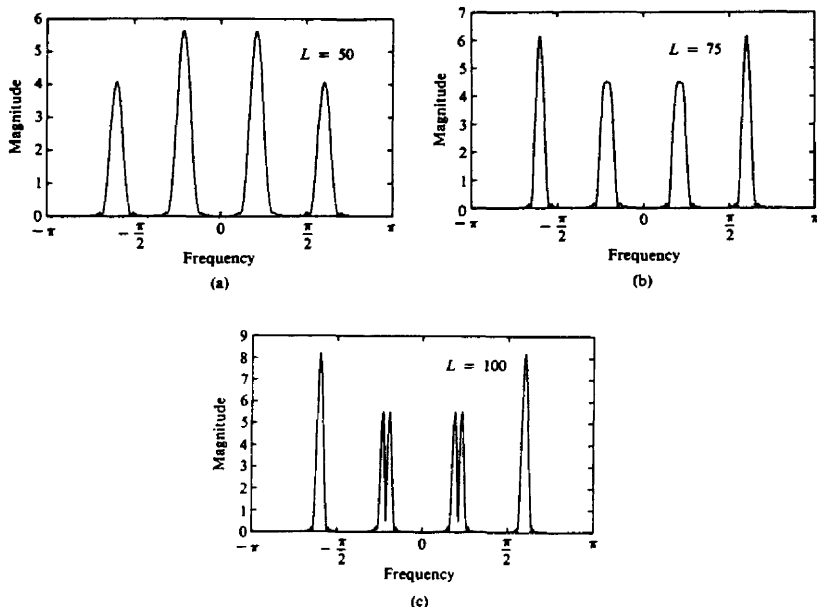 6
5
4
3
2
1
0
Magnitude
L = 50
−π
−π/2
0
π/2
π
Frequency
(a)
7
6
5
4
3
2
1
0
Magnitude
L = 75
−π
−π/2
0
π/2
π
Frequency
(b)
9
8
7
6
5
4
3
2
1
0
Magnitude
L = 100
−π
−π/2
0
π/2
π
Frequency
(c)